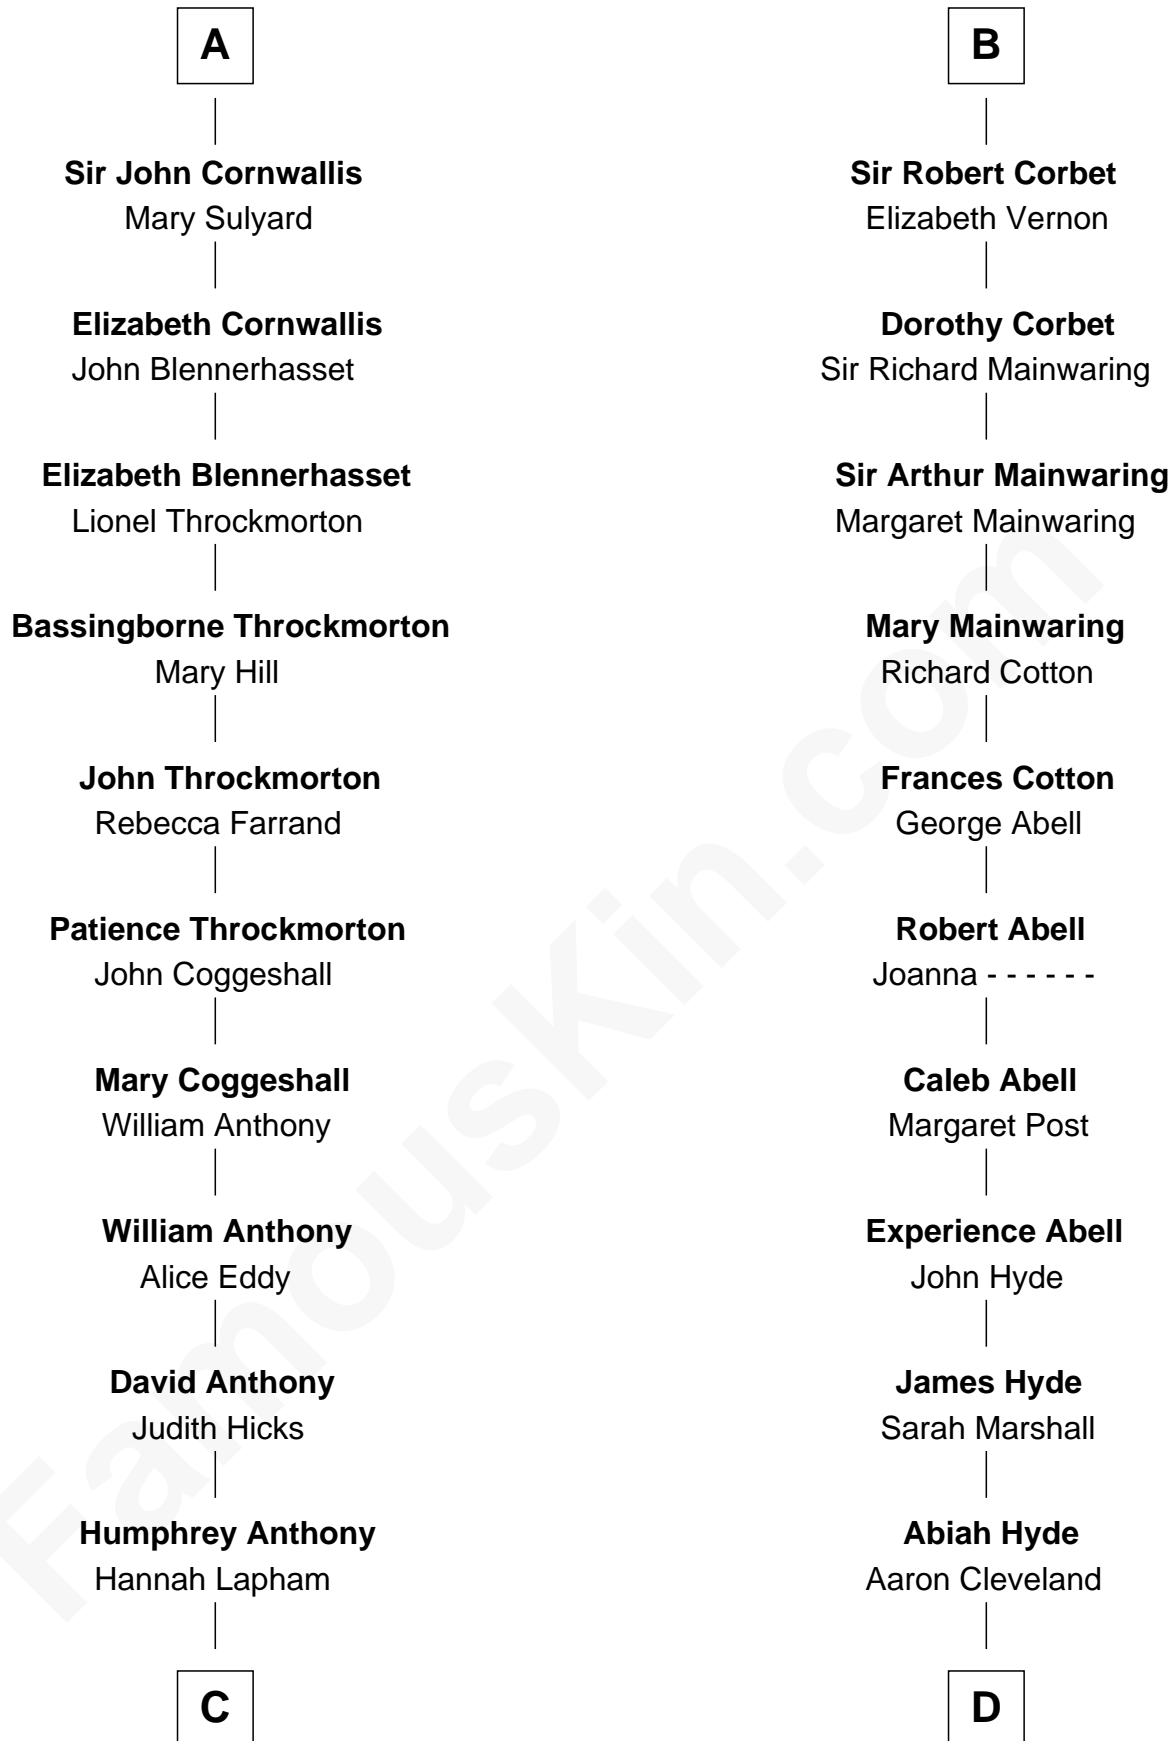 A
Sir John Cornwallis
Mary Sulyard
Elizabeth Cornwallis
John Blennerhasset
Elizabeth Blennerhasset
Lionel Throckmorton
Bassingborne Throckmorton
Mary Hill
John Throckmorton
Rebecca Farrand
Patience Throckmorton
John Coggeshall
Mary Coggeshall
William Anthony
William Anthony
Alice Eddy
David Anthony
Judith Hicks
Humphrey Anthony
Hannah Lapham
C
B
Sir Robert Corbet
Elizabeth Vernon
Dorothy Corbet
Sir Richard Mainwaring
Sir Arthur Mainwaring
Margaret Mainwaring
Mary Mainwaring
Richard Cotton
Frances Cotton
George Abell
Robert Abell
Joanna - - - - - -
Caleb Abell
Margaret Post
Experience Abell
John Hyde
James Hyde
Sarah Marshall
Abiah Hyde
Aaron Cleveland
D
FamousKin.com